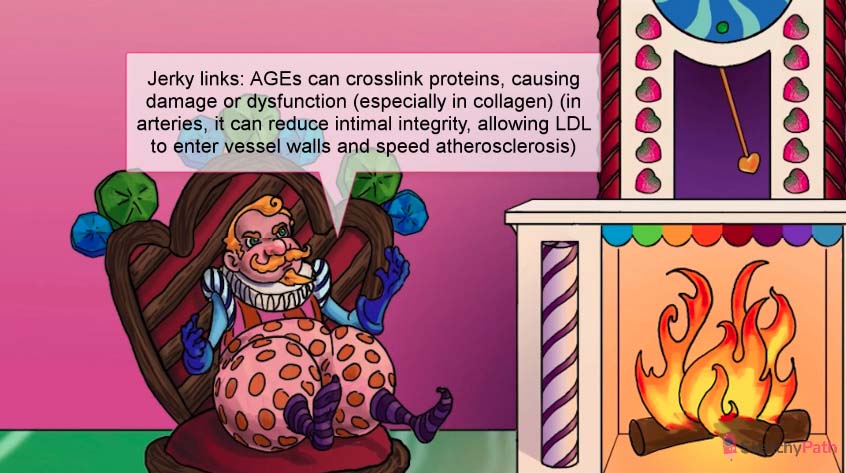 Jerky links: AGEs can crosslink proteins, causing
damage or dysfunction (especially in collagen) (in
arteries, it can reduce intimal integrity, allowing LDL
to enter vessel walls and speed atherosclerosis)
SketchyPath